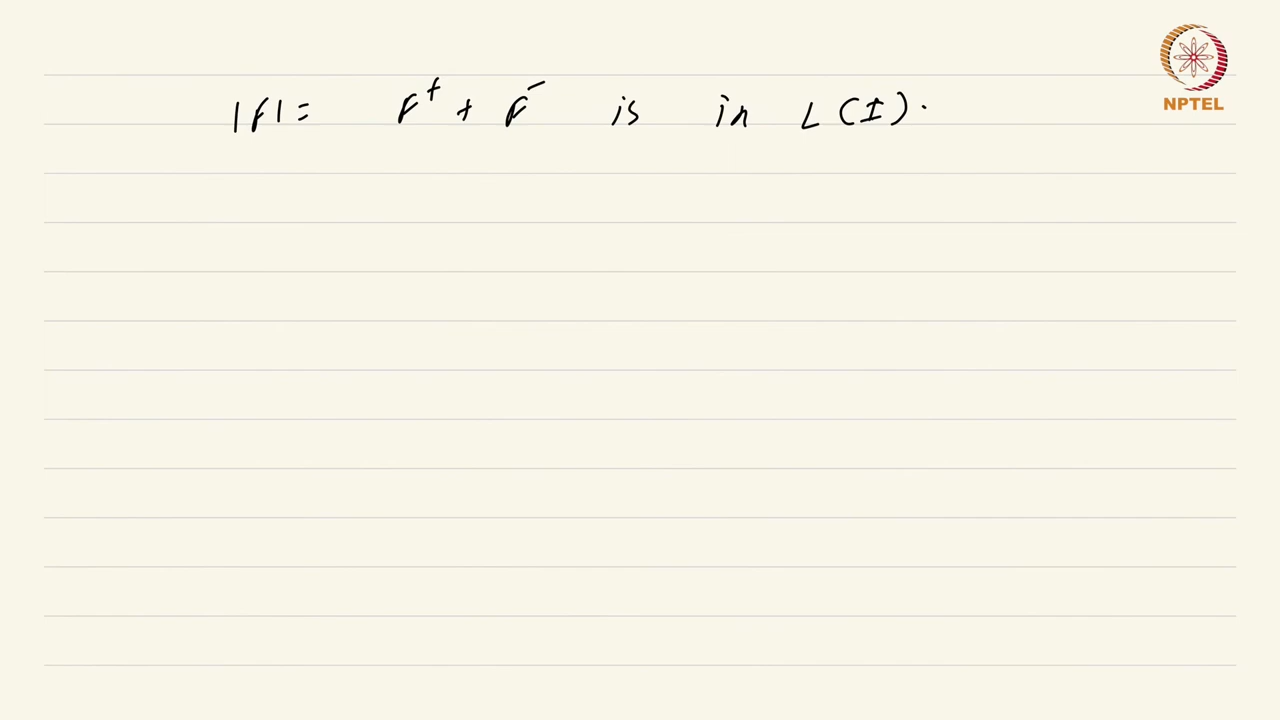 |F| = F⁺ + F⁻ is in L(I).
NPTEL